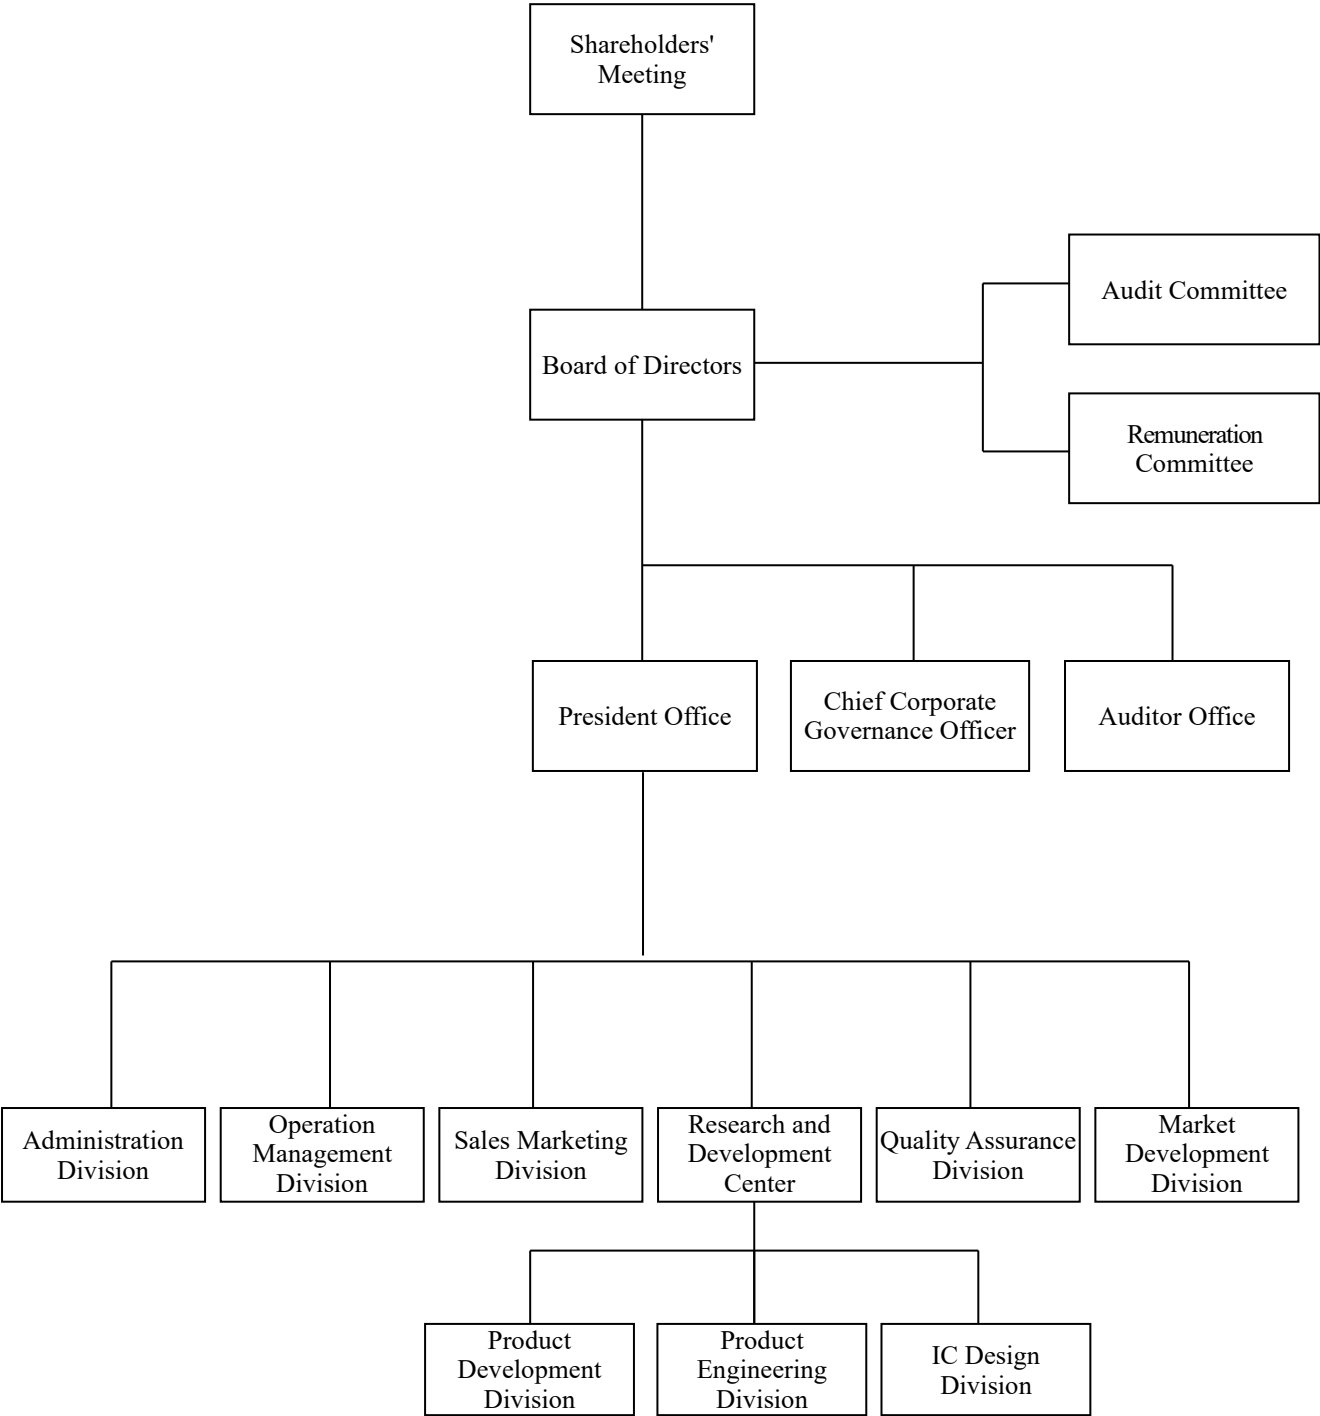 Shareholders'
Meeting
Audit Committee
Board of Directors
Remuneration
Committee
President Office
Chief Corporate
Governance Officer
Auditor Office
Administration
Division
Operation
Management
Division
Sales Marketing
Division
Research and
Development
Center
Quality Assurance
Division
Market
Development
Division
Product
Development
Division
Product
Engineering
Division
IC Design
Division